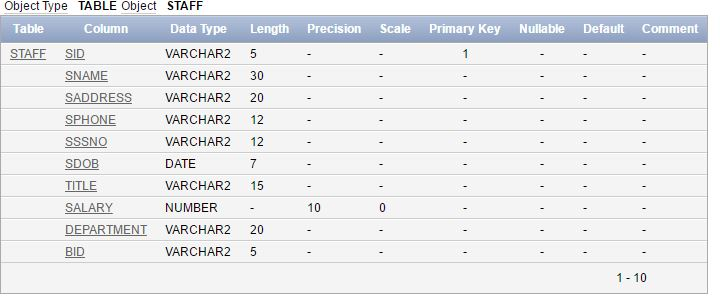 Object Type TABLE Object STAFF
Table Column Data Type Length Precision Scale Primary Key Nullable Default Comment
STAFF SID VARCHAR2 5 - - 1 - - -
SNAME VARCHAR2 30 - - - - - -
SADDRESS VARCHAR2 20 - - - - - -
SPHONE VARCHAR2 12 - - - - - -
SSSNO VARCHAR2 12 - - - - - -
SDOB DATE 7 - - - - - -
TITLE VARCHAR2 15 - - - - - -
SALARY NUMBER - 10 0 - - - -
DEPARTMENT VARCHAR2 20 - - - - - -
BID VARCHAR2 5 - - - - - -
1 - 10